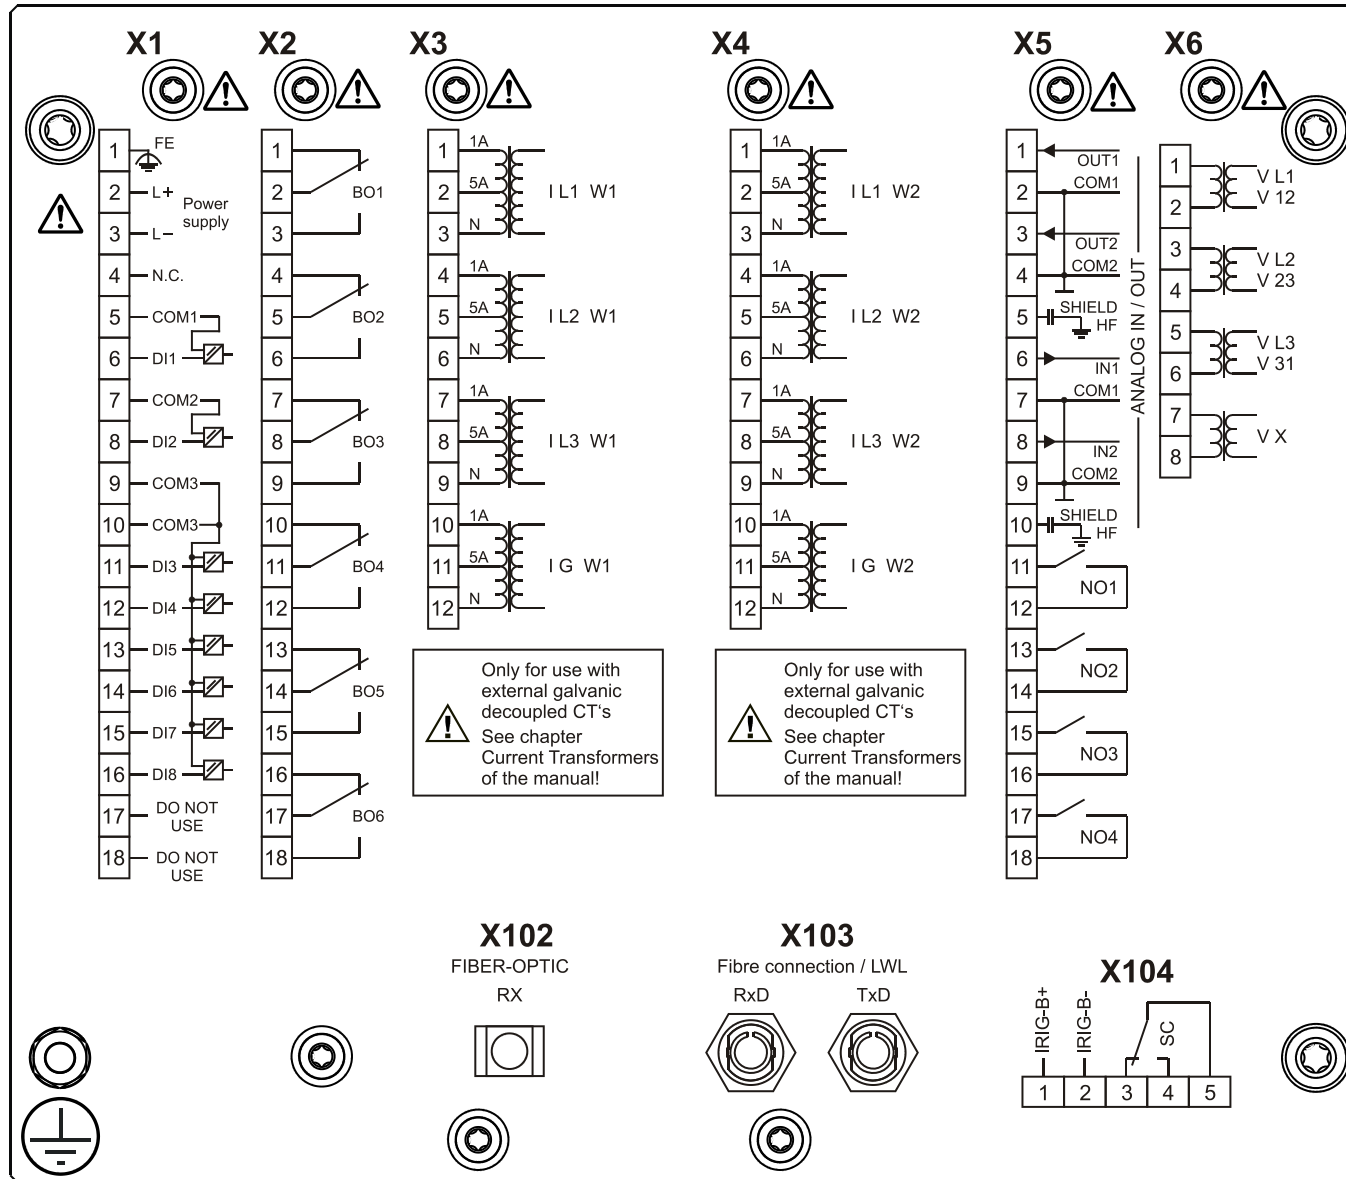 X1
1 FE
2 L+ Power
supply
3 L–
4 N.C.
5 COM1
6 DI1
7 COM2
8 DI2
9 COM3
10 COM3
11 DI3
12 DI4
13 DI5
14 DI6
15 DI7
16 DI8
17 DO NOT
USE
18 DO NOT
USE
X2
1
2 BO1
3
4
5 BO2
6
7
8 BO3
9
10
11 BO4
12
13
14 BO5
15
16
17 BO6
18
X3
1 1A
2 5A I L1 W1
3 N
4 1A
5 5A I L2 W1
6 N
7 1A
8 5A I L3 W1
9 N
10 1A
11 5A I G W1
12 N
Only for use with
external galvanic
decoupled CT‘s
See chapter
Current Transformers
of the manual!
X4
1 1A
2 5A I L1 W2
3 N
4 1A
5 5A I L2 W2
6 N
7 1A
8 5A I L3 W2
9 N
10 1A
11 5A I G W2
12 N
Only for use with
external galvanic
decoupled CT‘s
See chapter
Current Transformers
of the manual!
X5
1 OUT1
2 COM1
3 OUT2
4 COM2
5 SHIELD
HF
6 IN1
7 COM1
8 IN2
9 COM2
10 SHIELD
HF
ANALOG IN / OUT
11
NO1
12
13
NO2
14
15
NO3
16
17
NO4
18
X6
1 V L1
2 V 12
3 V L2
4 V 23
5 V L3
6 V 31
7
V X
8
X102
FIBER-OPTIC
RX
X103
Fibre connection / LWL
RxD TxD
X104
IRIG-B+
IRIG-B-
SC
1 2 3 4 5